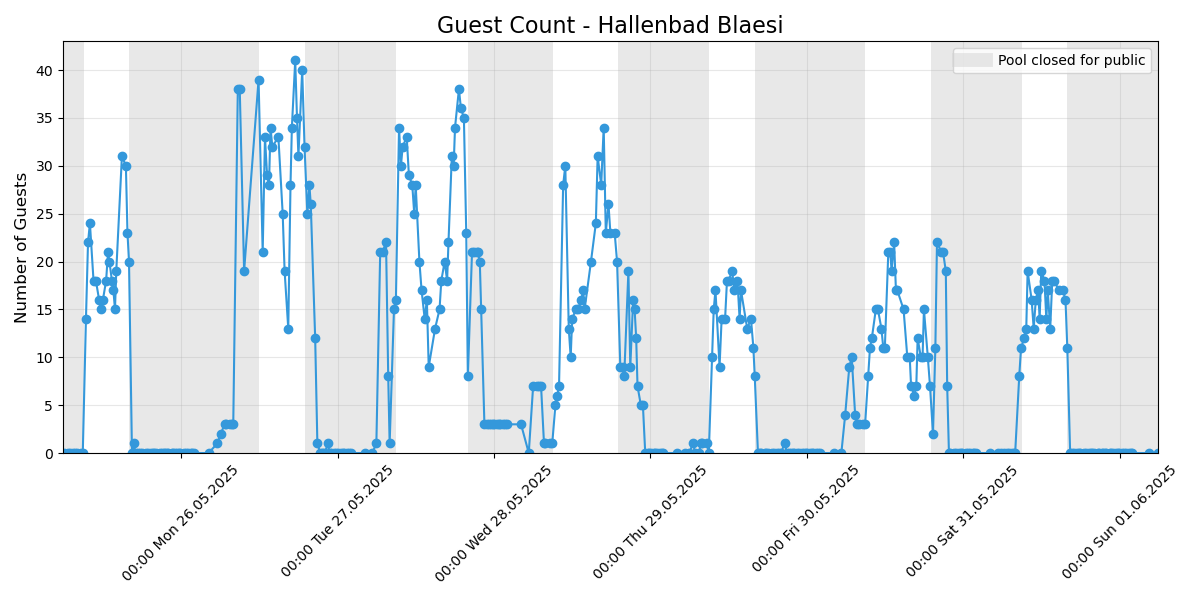 Guest Count - Hallenbad Blaesi
Pool closed for public
Number of Guests
40
35
30
25
20
15
10
5
0
00:00 Mon 26.05.2025
00:00 Tue 27.05.2025
00:00 Wed 28.05.2025
00:00 Thu 29.05.2025
00:00 Fri 30.05.2025
00:00 Sat 31.05.2025
00:00 Sun 01.06.2025